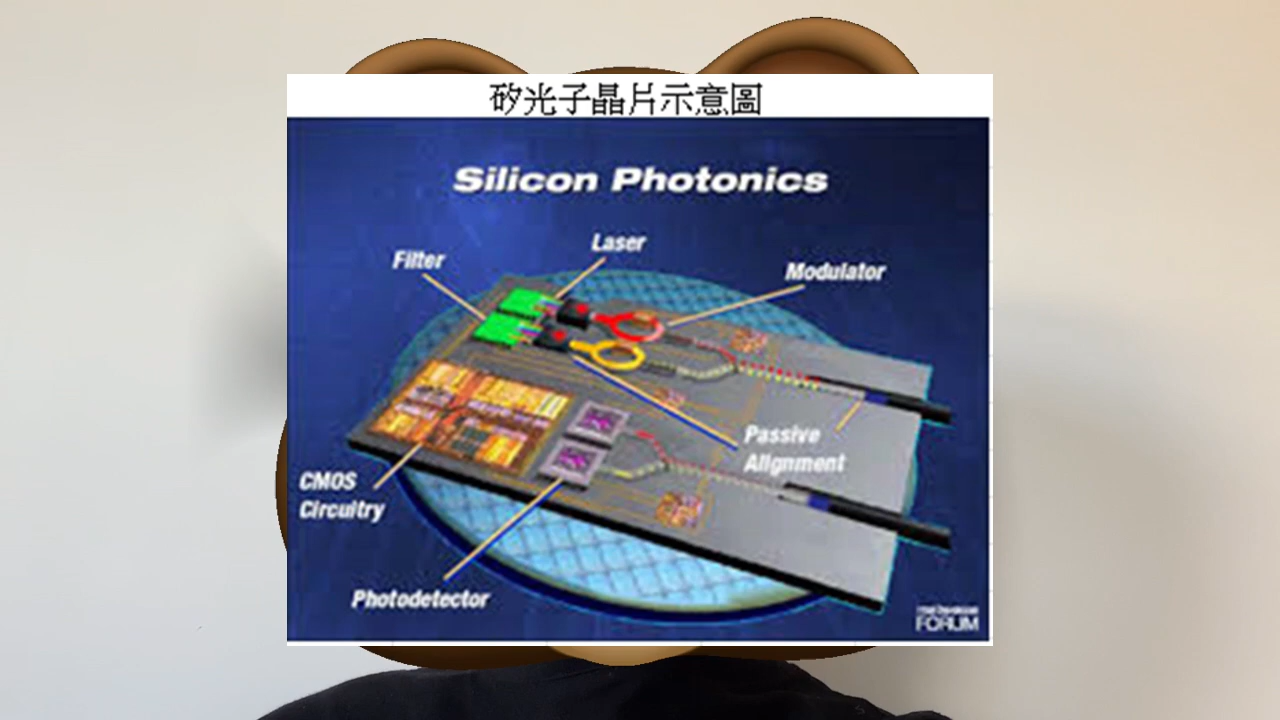 矽光子晶片示意圖
Silicon Photonics
Laser
Filter
Modulator
Passive
Alignment
CMOS
Circuitry
Photodetector
FORUM